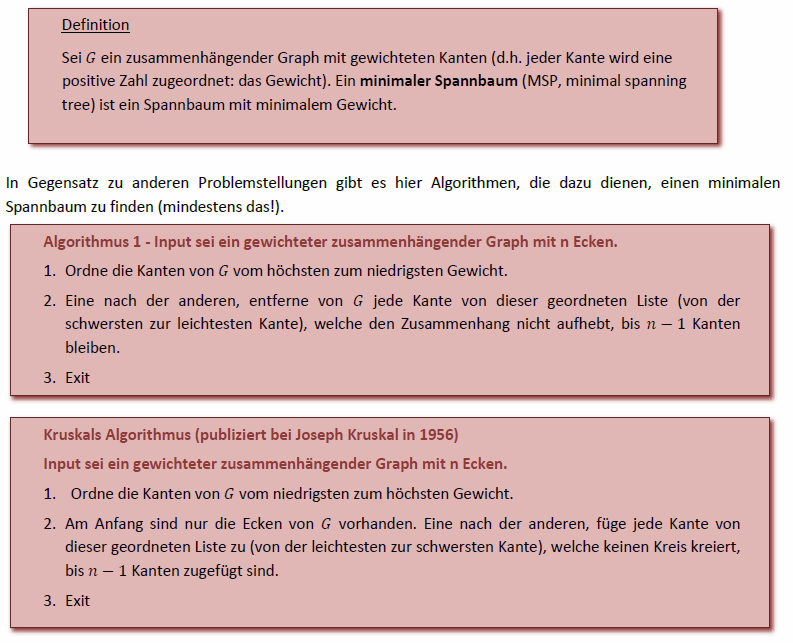 Definition
Sei G ein zusammenhängender Graph mit gewichteten Kanten (d.h. jeder Kante wird eine
positive Zahl zugeordnet: das Gewicht). Ein minimaler Spannbaum (MSP, minimal spanning
tree) ist ein Spannbaum mit minimalem Gewicht.
In Gegensatz zu anderen Problemstellungen gibt es hier Algorithmen, die dazu dienen, einen minimalen
Spannbaum zu finden (mindestens das!).
Algorithmus 1 - Input sei ein gewichteter zusammenhängender Graph mit n Ecken.
1. Ordne die Kanten von G vom höchsten zum niedrigsten Gewicht.
2. Eine nach der anderen, entferne von G jede Kante von dieser geordneten Liste (von der
schwersten zur leichtesten Kante), welche den Zusammenhang nicht aufhebt, bis n − 1 Kanten
bleiben.
3. Exit
Kruskals Algorithmus (publiziert bei Joseph Kruskal in 1956)
Input sei ein gewichteter zusammenhängender Graph mit n Ecken.
1. Ordne die Kanten von G vom niedrigsten zum höchsten Gewicht.
2. Am Anfang sind nur die Ecken von G vorhanden. Eine nach der anderen, füge jede Kante von
dieser geordneten Liste zu (von der leichtesten zur schwersten Kante), welche keinen Kreis kreiert,
bis n − 1 Kanten zugefügt sind.
3. Exit